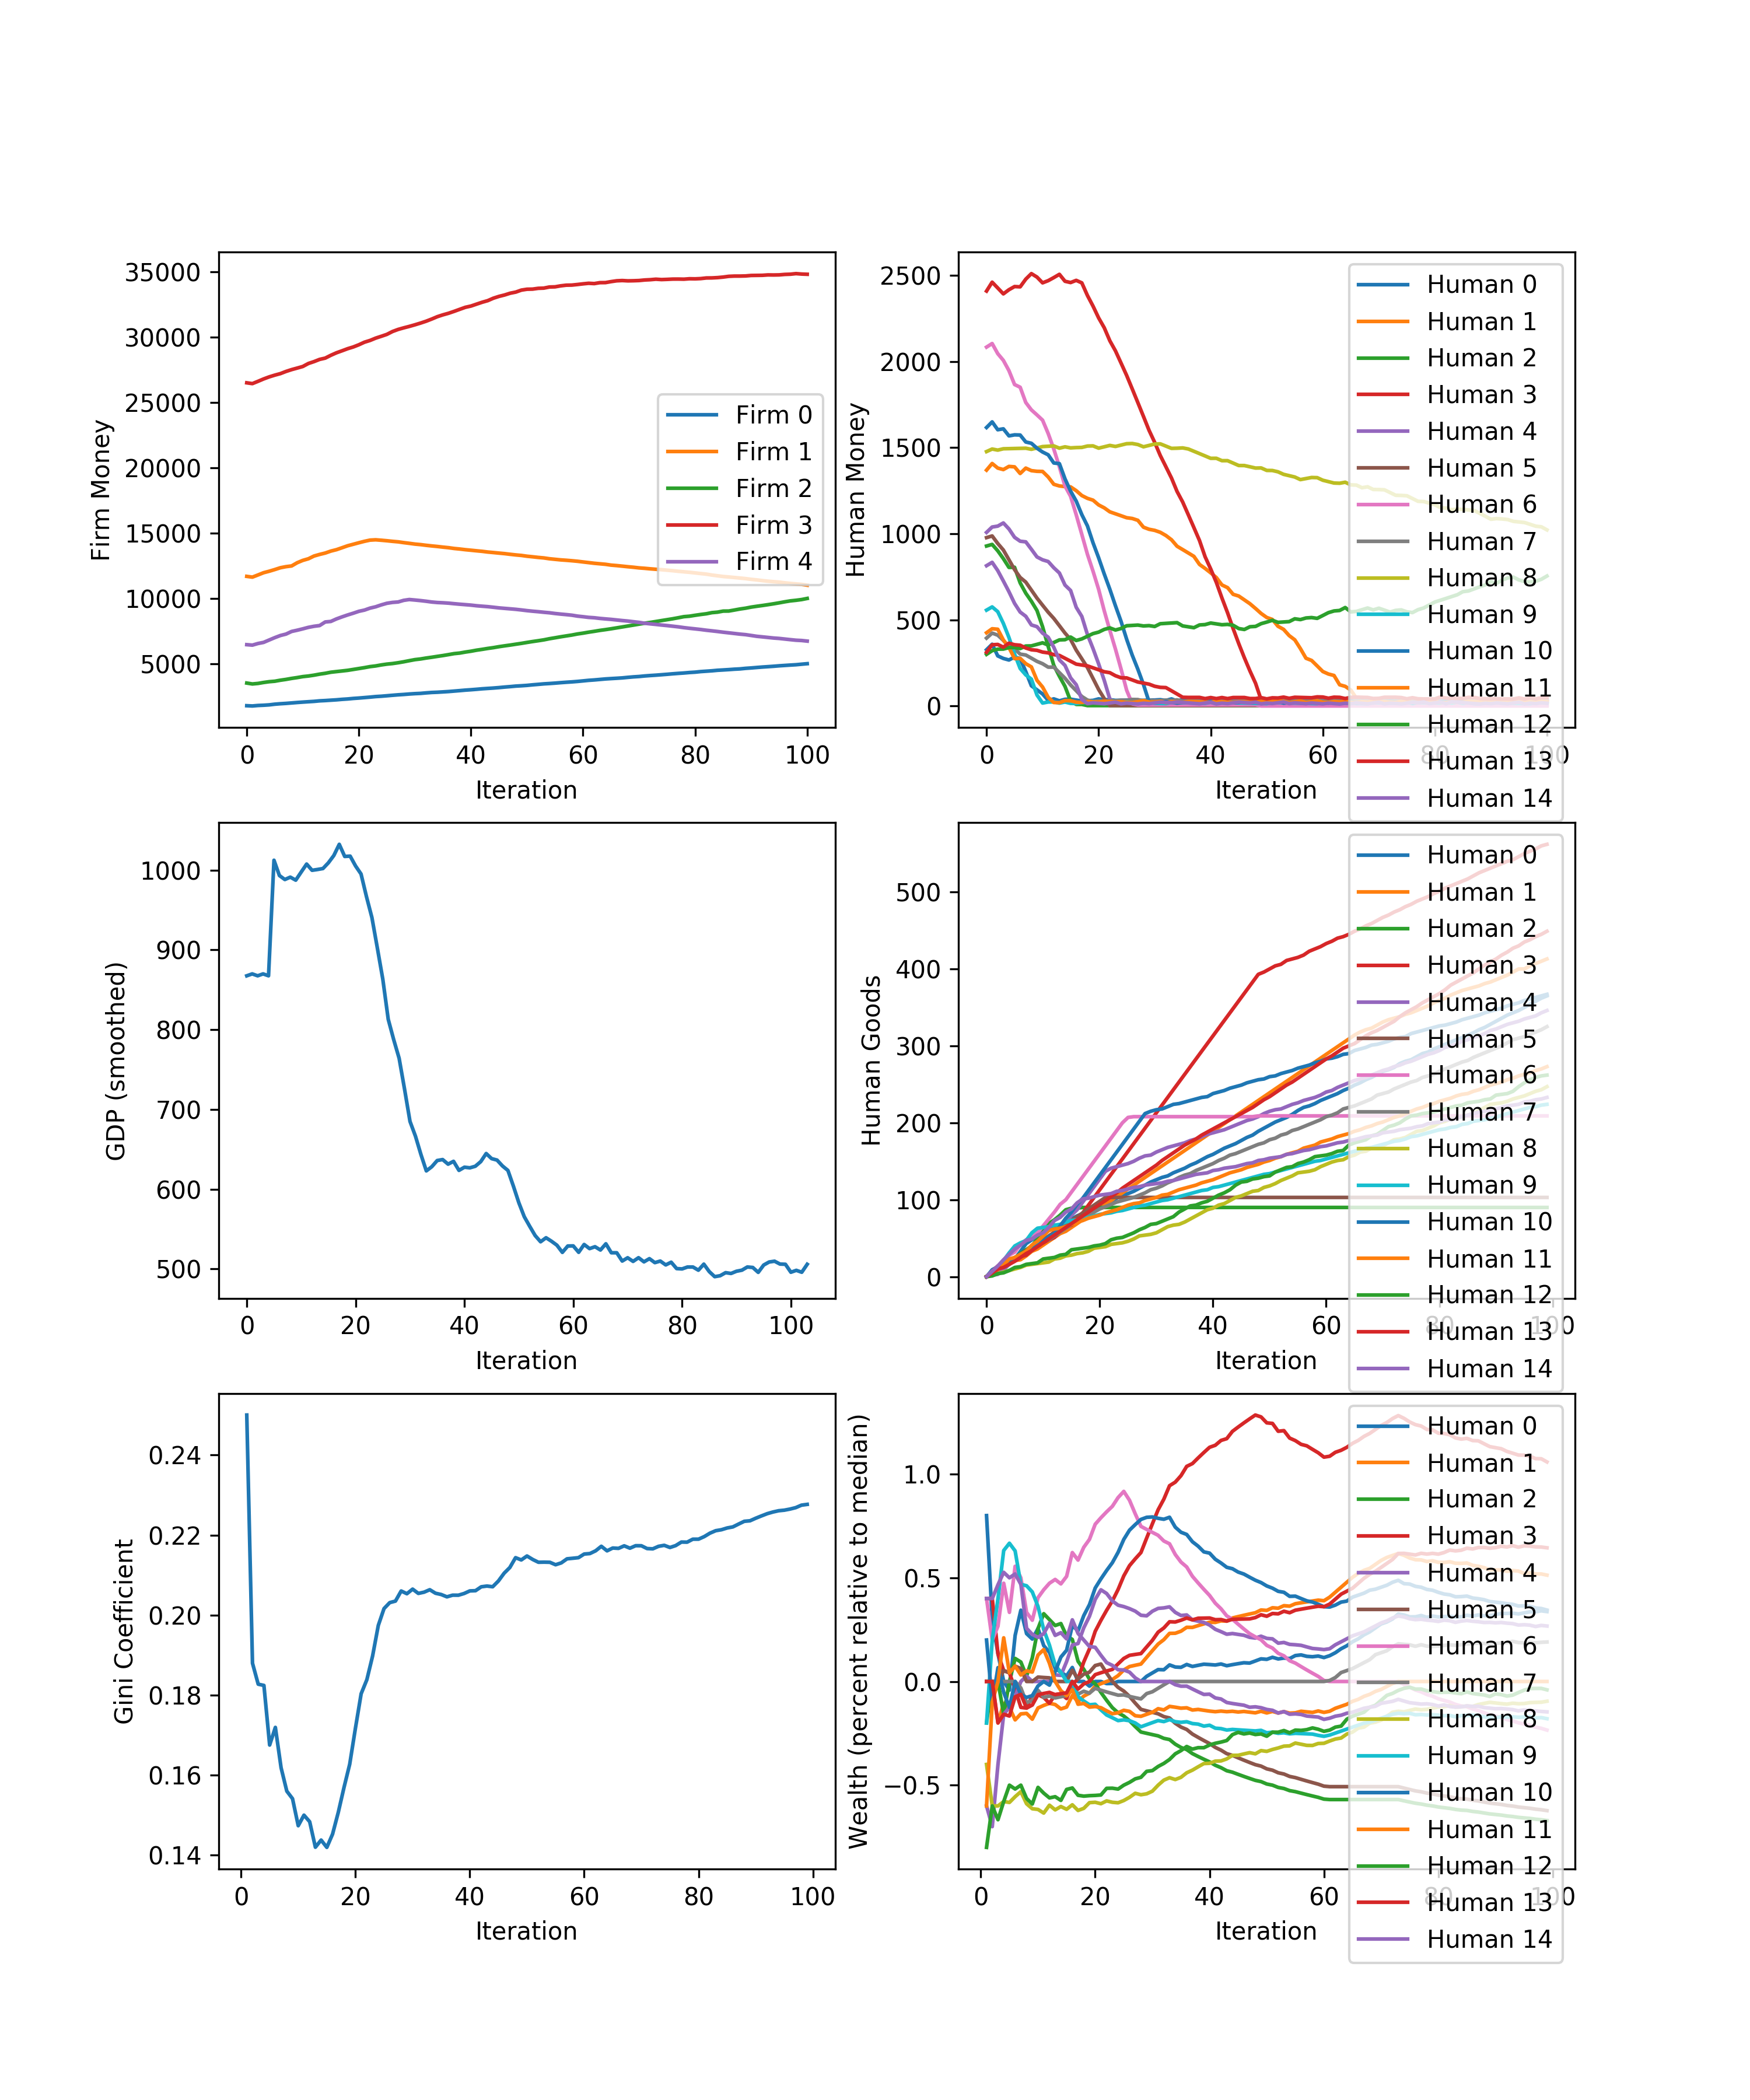 35000
30000
25000
20000
15000
10000
5000
Firm Money
Firm 0
Firm 1
Firm 2
Firm 3
Firm 4
0 20 40 60 80 100
Iteration
2500
2000
1500
1000
500
0
Human Money
Human 0
Human 1
Human 2
Human 3
Human 4
Human 5
Human 6
Human 7
Human 8
Human 9
Human 10
Human 11
Human 12
Human 13
Human 14
0 20 40 60 80 100
Iteration
1000
900
800
700
600
500
GDP (smoothed)
0 20 40 60 80 100
Iteration
500
400
300
200
100
0
Human Goods
Human 0
Human 1
Human 2
Human 3
Human 4
Human 5
Human 6
Human 7
Human 8
Human 9
Human 10
Human 11
Human 12
Human 13
Human 14
0 20 40 60 80 100
Iteration
0.24
0.22
0.20
0.18
0.16
0.14
Gini Coefficient
0 20 40 60 80 100
Iteration
1.0
0.5
0.0
−0.5
Wealth (percent relative to median)
Human 0
Human 1
Human 2
Human 3
Human 4
Human 5
Human 6
Human 7
Human 8
Human 9
Human 10
Human 11
Human 12
Human 13
Human 14
0 20 40 60 80 100
Iteration